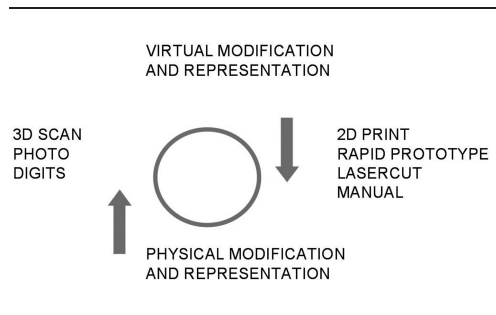 VIRTUAL MODIFICATION
AND REPRESENTATION
3D SCAN
PHOTO
DIGITS
2D PRINT
RAPID PROTOTYPE
LASERCUT
MANUAL
PHYSICAL MODIFICATION
AND REPRESENTATION